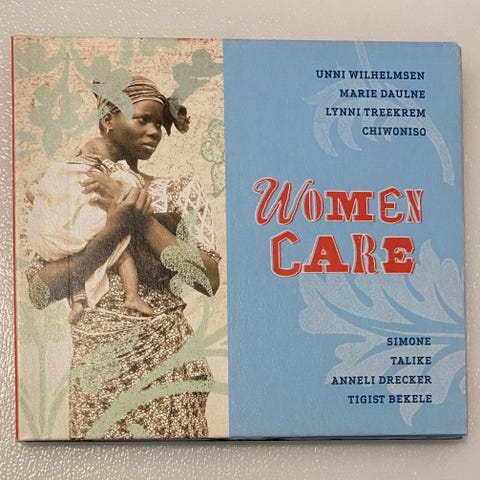 UNNI WILHELMSEN
MARIE DAULNE
LYNNI TREEKREM
CHIWONISO
WOMEN
CARE
SIMONE
TALIKE
ANNELI DRECKER
TIGIST BEKELE